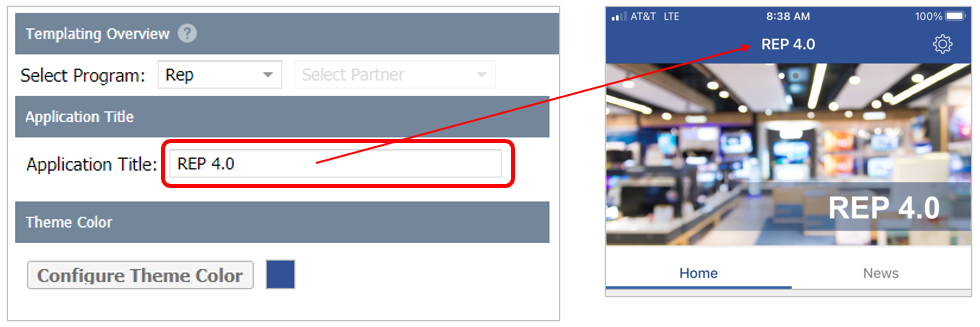 Templating Overview ?
Select Program: Rep Select Partner
Application Title
Application Title: REP 4.0
Theme Color
Configure Theme Color
AT&T LTE 8:38 AM 100%
REP 4.0
REP 4.0
Home News